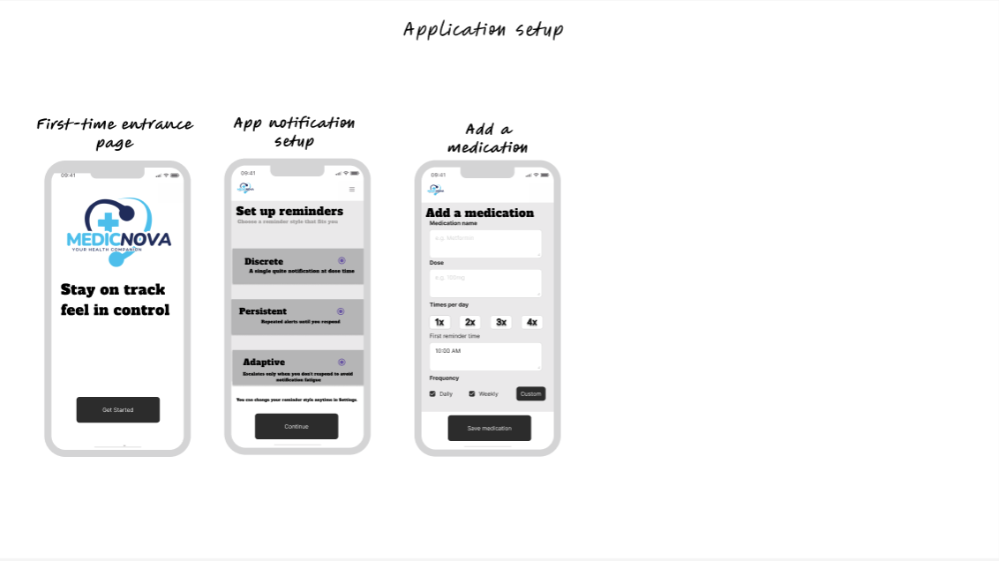 Application setup
First-time entrance
page
09:41
MEDICNOVA
YOUR HEALTH COMPANION
Stay on track
feel in control
Get Started
App notification
setup
09:41
MEDICNOVA
Set up reminders
Choose a reminder style that fits you
Discrete
A single quite notification at dose time
Persistent
Repeated alerts until you respond
Adaptive
Escalates only when you don't respond to avoid
notification fatigue
You can change your reminder style anytime in Settings.
Continue
Add a
medication
09:41
MEDICNOVA
Add a medication
Medication name
e.g. Metformin
Dose
e.g. 100mg
Times per day
1x 2x 3x 4x
First reminder time
10:00 AM
Frequency
Daily Weekly Custom
Save medication